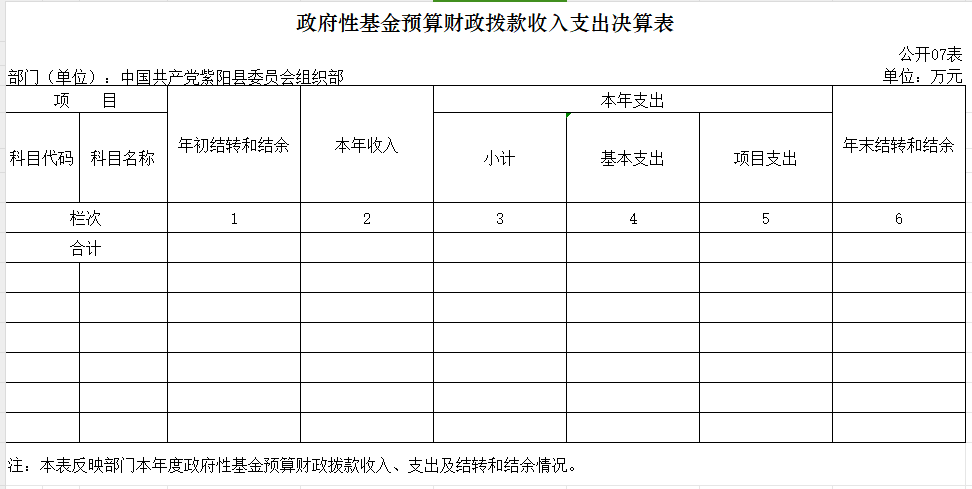 政府性基金预算财政拨款收入支出决算表
公开07表
部门（单位）：中国共产党紫阳县委员会组织部
单位：万元
项 目
年初结转和结余
本年收入
本年支出
年末结转和结余
科目代码
科目名称
小计
基本支出
项目支出
栏次 1 2 3 4 5 6
合计
注：本表反映部门本年度政府性基金预算财政拨款收入、支出及结转和结余情况。